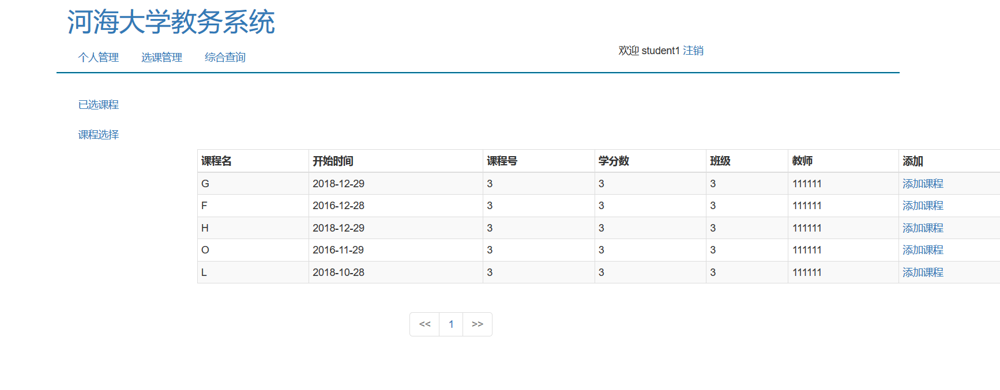 河海大学教务系统
个人管理 选课管理 综合查询 欢迎 student1 注销
已选课程
课程选择
课程名 开始时间 课程号 学分数 班级 教师 添加
G 2018-12-29 3 3 3 111111 添加课程
F 2016-12-28 3 3 3 111111 添加课程
H 2018-12-29 3 3 3 111111 添加课程
O 2016-11-29 3 3 3 111111 添加课程
L 2018-10-28 3 3 3 111111 添加课程
<< 1 >>